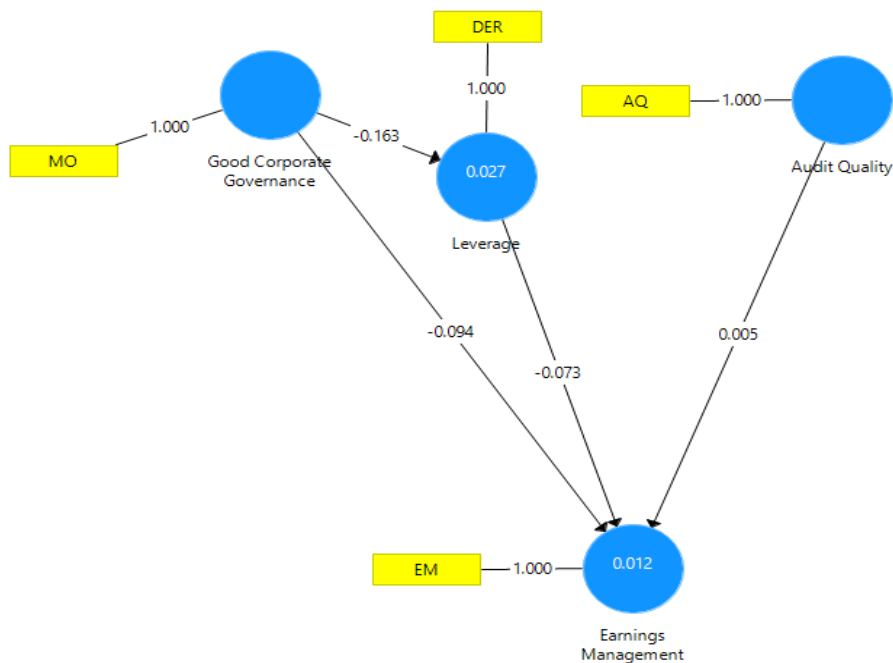 DER
1.000
AQ
1.000
1.000
MO
-0.163
Good Corporate
Governance
0.027
Audit Quality
Leverage
-0.094
0.005
-0.073
EM
1.000
0.012
Earnings
Management